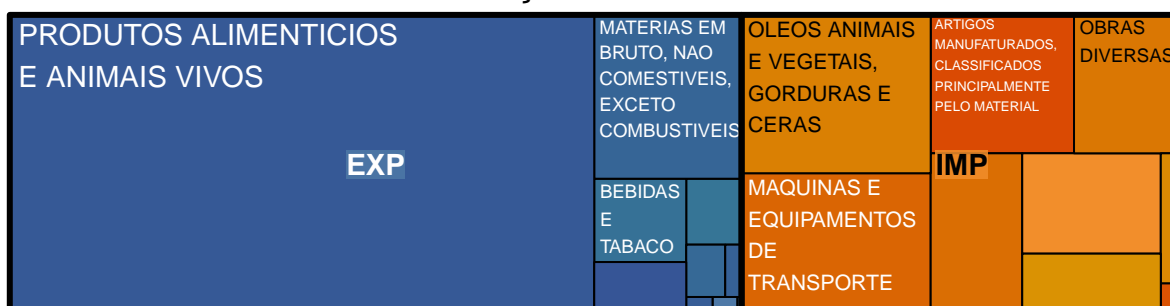 PRODUTOS ALIMENTICIOS
E ANIMAIS VIVOS
EXP
MATERIAS EM
BRUTO, NAO
COMESTIVEIS,
EXCETO
COMBUSTIVEIS
BEBIDAS
E
TABACO
OLEOS ANIMAIS
E VEGETAIS,
GORDURAS E
CERAS
MAQUINAS E
EQUIPAMENTOS
DE
TRANSPORTE
ARTIGOS
MANUFATURADOS,
CLASSIFICADOS
PRINCIPALMENTE
PELO MATERIAL
OBRAS
DIVERSAS
IMP